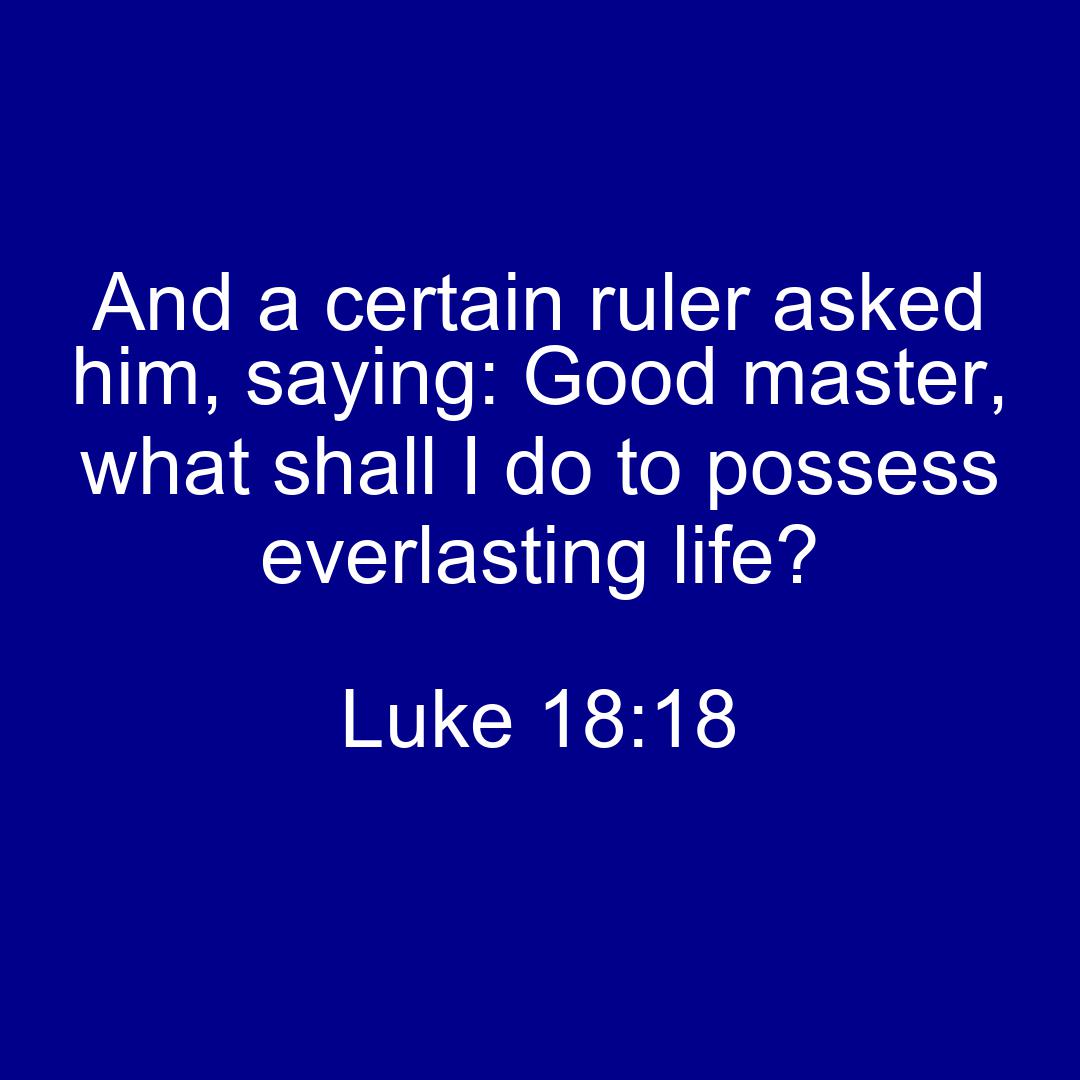 And a certain ruler asked
him, saying: Good master,
what shall I do to possess
everlasting life?
Luke 18:18